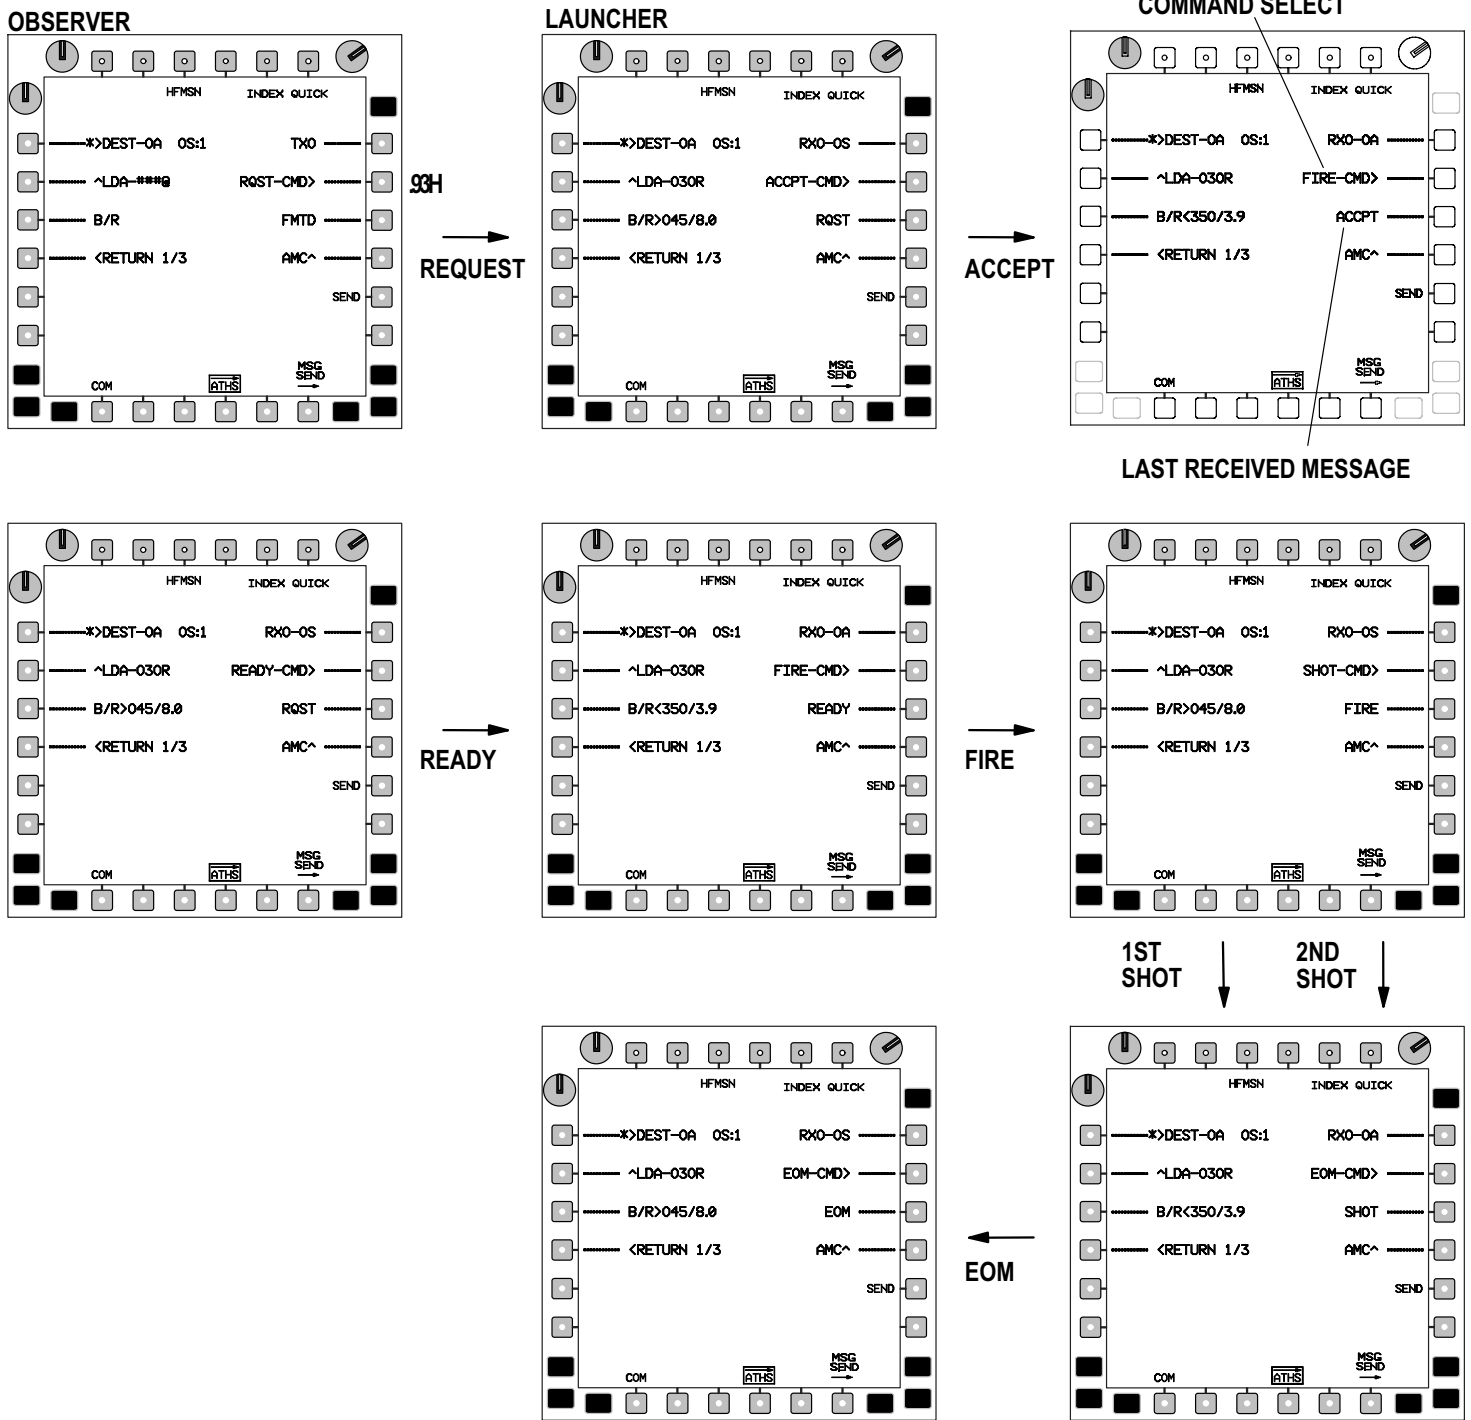 OBSERVER
HFMSN INDEX QUICK
*>DEST-OA OS:1 TXO
^LDA-###@ RQST-CMD>
B/R FMTD
<RETURN 1/3 AMC^
SEND
MSG
SEND
COM ATHS
.93H
REQUEST
LAUNCHER
HFMSN INDEX QUICK
*>DEST-OA OS:1 RXO-OS
^LDA-030R ACCPT-CMD>
B/R>045/8.0 RQST
<RETURN 1/3 AMC^
SEND
MSG
SEND
COM ATHS
ACCEPT
COMMAND SELECT
HFMSN INDEX QUICK
*>DEST-OA OS:1 RXO-OA
^LDA-030R FIRE-CMD>
B/R<350/3.9 ACCPT
<RETURN 1/3 AMC^
SEND
MSG
SEND
COM ATHS
LAST RECEIVED MESSAGE
HFMSN INDEX QUICK
*>DEST-OA OS:1 RXO-OS
^LDA-030R READY-CMD>
B/R>045/8.0 RQST
<RETURN 1/3 AMC^
SEND
MSG
SEND
COM ATHS
READY
HFMSN INDEX QUICK
*>DEST-OA OS:1 RXO-OA
^LDA-030R FIRE-CMD>
B/R<350/3.9 READY
<RETURN 1/3 AMC^
SEND
MSG
SEND
COM ATHS
FIRE
HFMSN INDEX QUICK
*>DEST-OA OS:1 RXO-OS
^LDA-030R SHOT-CMD>
B/R>045/8.0 FIRE
<RETURN 1/3 AMC^
SEND
MSG
SEND
COM ATHS
1ST
SHOT
2ND
SHOT
HFMSN INDEX QUICK
*>DEST-OA OS:1 RXO-OS
^LDA-030R EOM-CMD>
B/R>045/8.0 EOM
<RETURN 1/3 AMC^
SEND
MSG
SEND
COM ATHS
EOM
HFMSN INDEX QUICK
*>DEST-OA OS:1 RXO-OA
^LDA-030R EOM-CMD>
B/R<350/3.9 SHOT
<RETURN 1/3 AMC^
SEND
MSG
SEND
COM ATHS